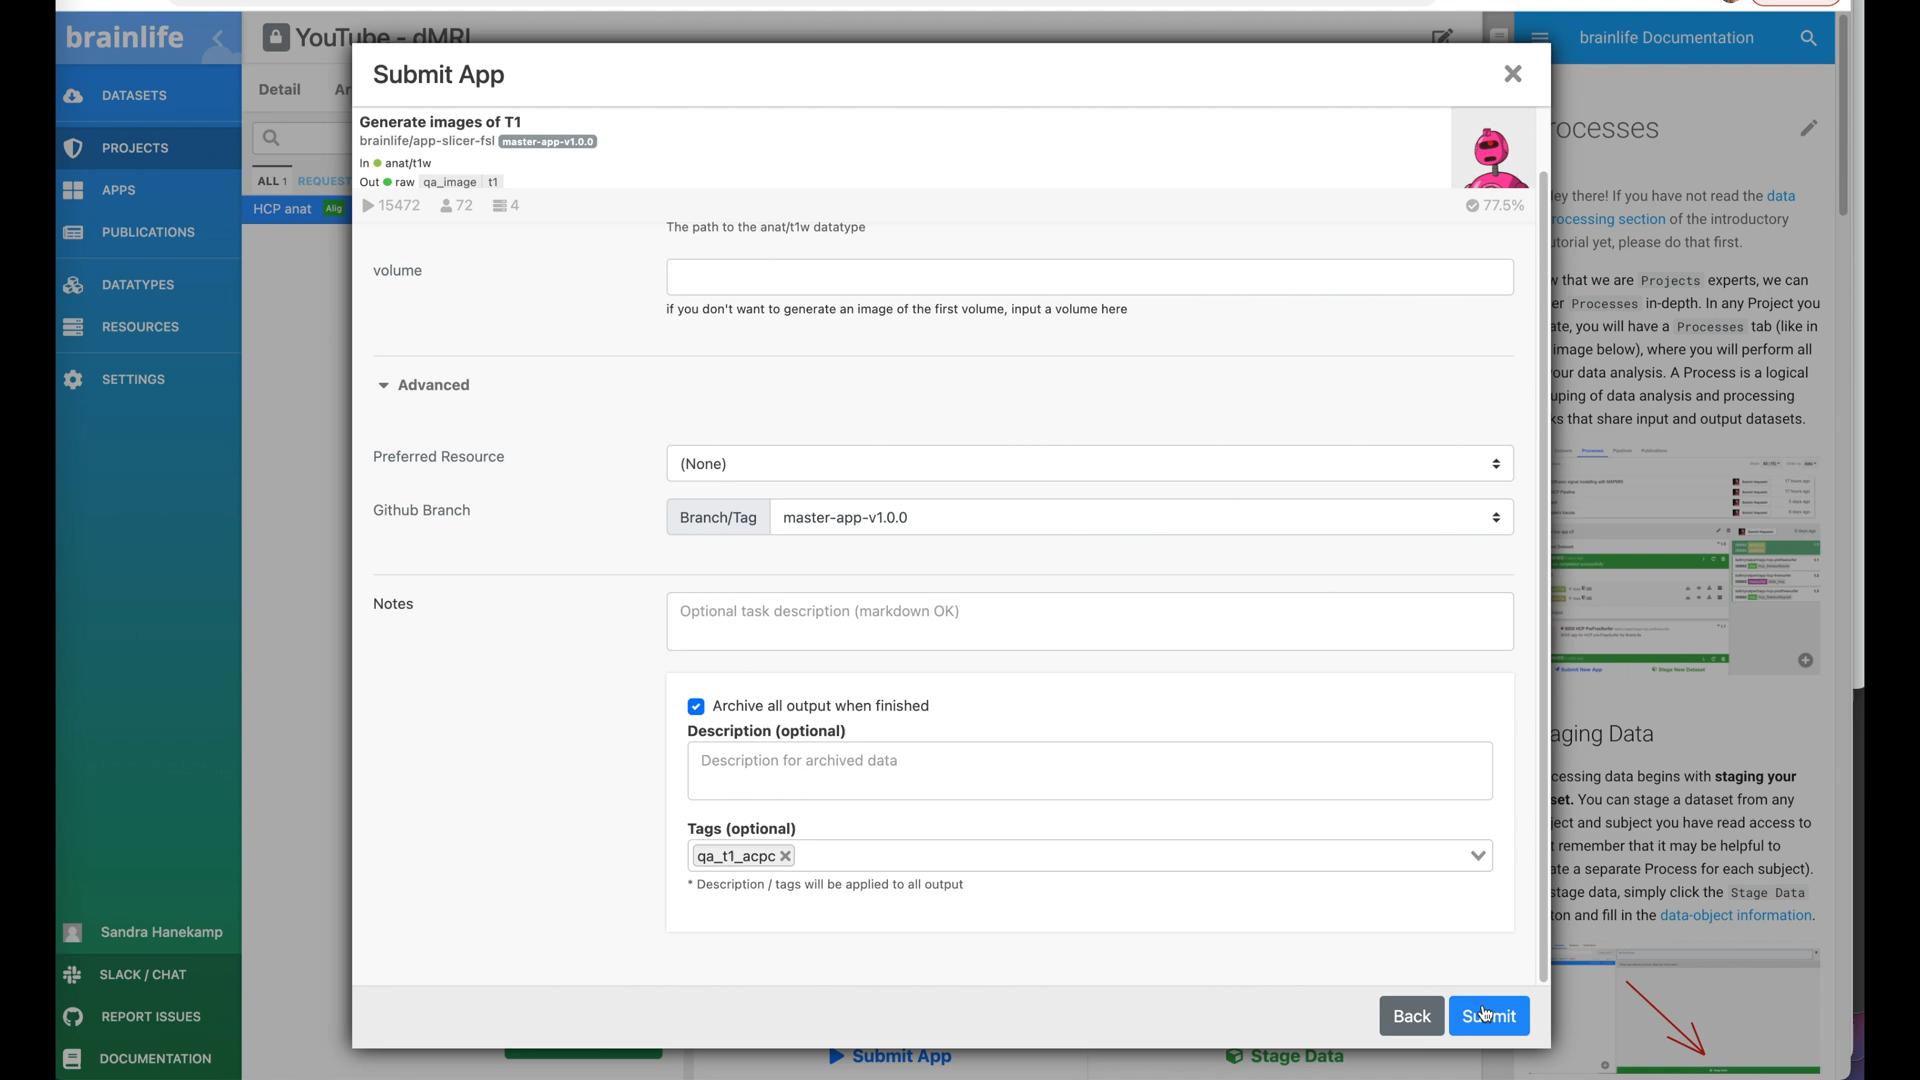 brainlife
YouTube - dMRI
brainlife Documentation
Submit App
DATASETS
PROJECTS
APPS
PUBLICATIONS
DATATYPES
RESOURCES
SETTINGS
Sandra Hanekamp
SLACK / CHAT
REPORT ISSUES
DOCUMENTATION
Detail
Ar
ALL 1 REQUEST
HCP anat Alig
Generate images of T1
brainlife/app-slicer-fsl master-app-v1.0.0
In anat/t1w
Out raw qa_image t1
15472 72 4 77.5%
The path to the anat/t1w datatype
volume
if you don't want to generate an image of the first volume, input a volume here
Advanced
Preferred Resource
(None)
Github Branch
Branch/Tag master-app-v1.0.0
Notes
Optional task description (markdown OK)
Archive all output when finished
Description (optional)
Description for archived data
Tags (optional)
qa_t1_acpc
* Description / tags will be applied to all output
Back Submit
Submit App
Stage Data
ocesses
ey there! If you have not read the data
rocessing section of the introductory
utorial yet, please do that first.
that we are Projects experts, we can
er Processes in-depth. In any Project you
ate, you will have a Processes tab (like in
image below), where you will perform all
our data analysis. A Process is a logical
uping of data analysis and processing
ks that share input and output datasets.
aging Data
cessing data begins with staging your
set. You can stage a dataset from any
ject and subject you have read access to
t remember that it may be helpful to
ate a separate Process for each subject).
stage data, simply click the Stage Data
ton and fill in the data-object information.